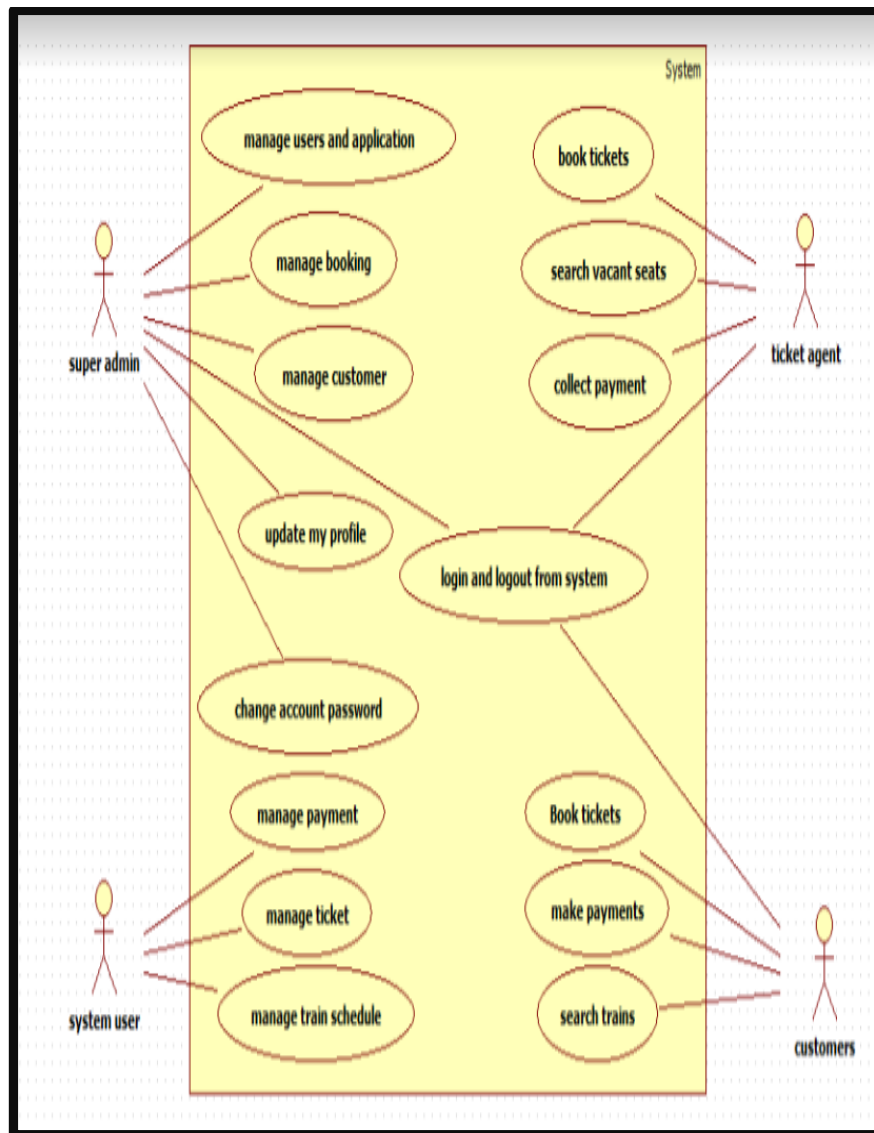 System
manage users and application
book tickets
manage booking
search vacant seats
super admin
ticket agent
manage customer
collect payment
update my profile
login and logout from system
change account password
manage payment
Book tickets
manage ticket
make payments
system user
manage train schedule
search trains
customers